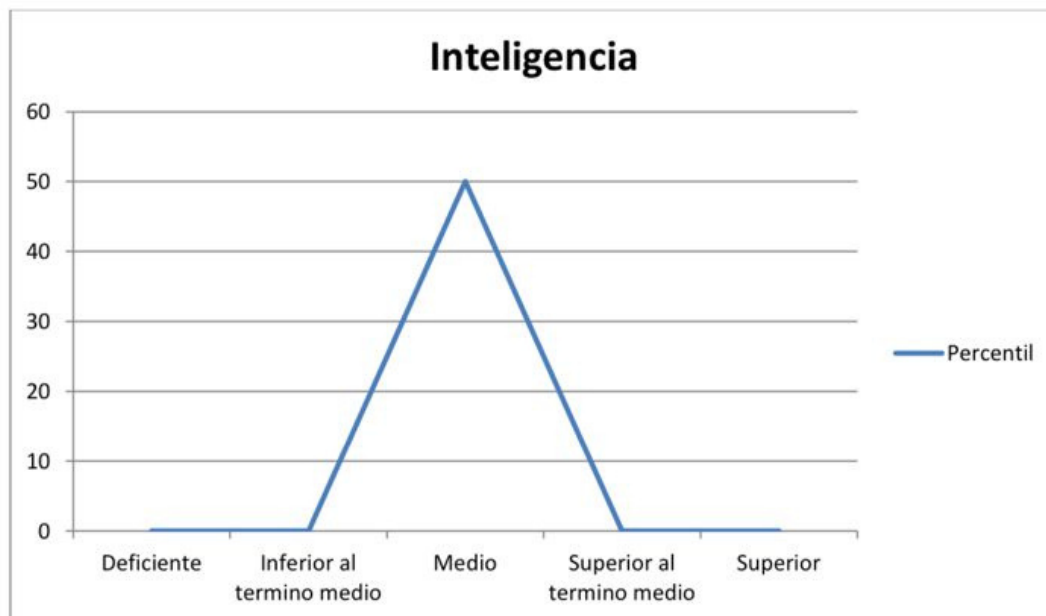 Inteligencia
60
50
40
30
20
10
0
Deficiente
Inferior al
termino medio
Medio
Superior al
termino medio
Superior
Percentil